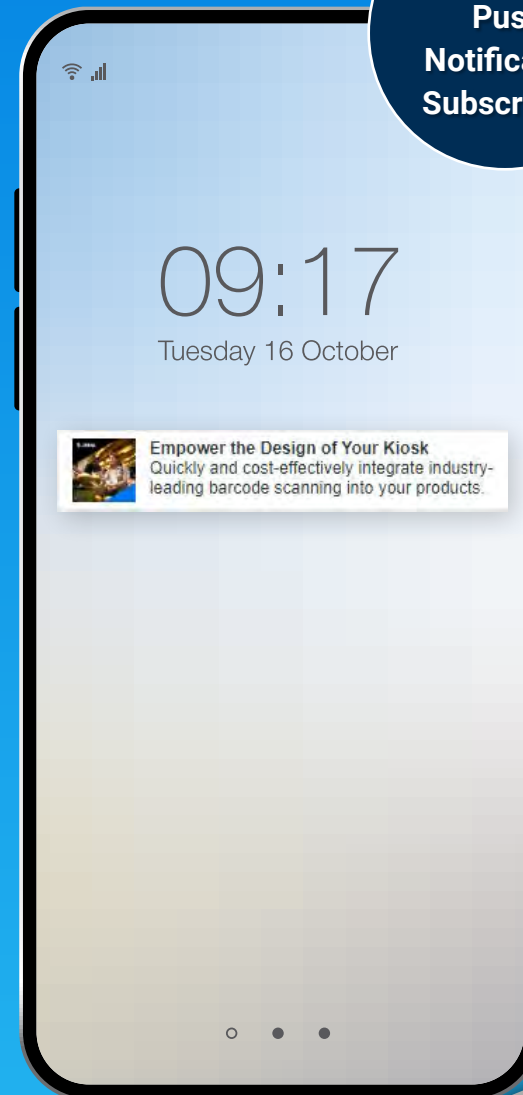 Pus
Notifica
Subscr
09:17
Tuesday 16 October
Empower the Design of Your Kiosk
Quickly and cost-effectively integrate industry-
leading barcode scanning into your products.